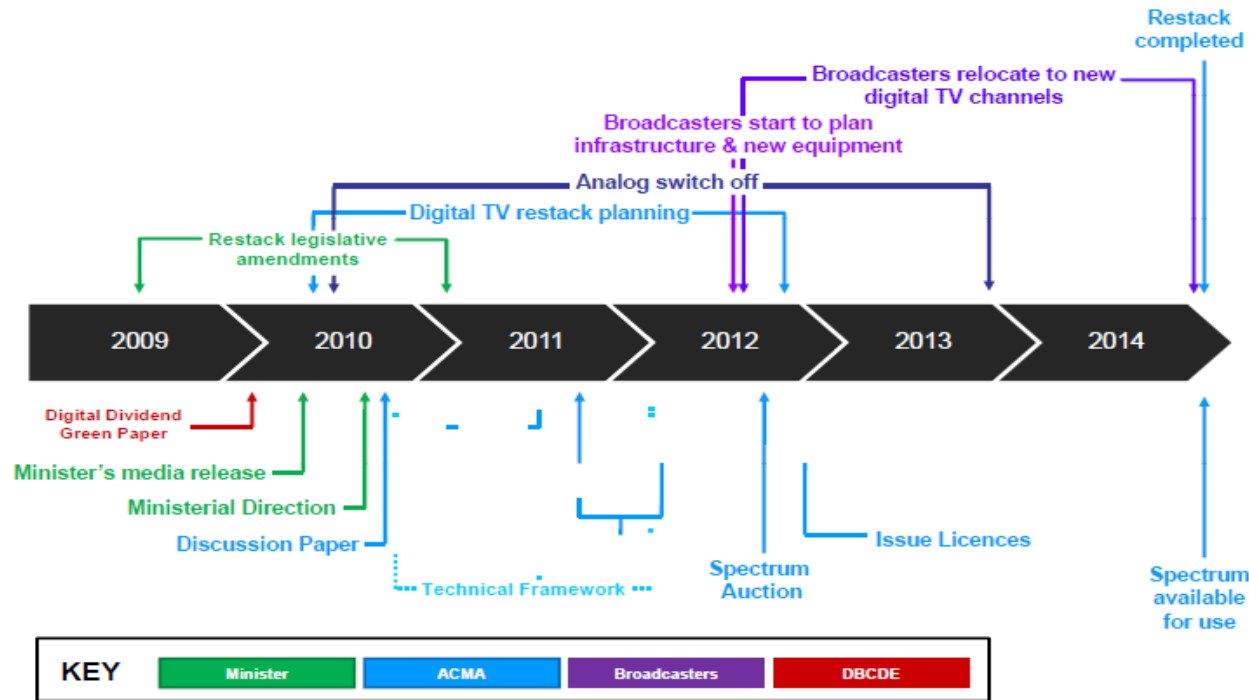 Restack
completed
Broadcasters relocate to new
digital TV channels
Broadcasters start to plan
infrastructure & new equipment
Analog switch off
Digital TV restack planning
Restack legislative
amendments
2009
2010
2011
2012
2013
2014
Digital Dividend
Green Paper
Minister's media release
Ministerial Direction
Discussion Paper
Technical Framework
Spectrum
Auction
Issue Licences
Spectrum
available
for use
KEY
Minister
ACMA
Broadcasters
DBCDE